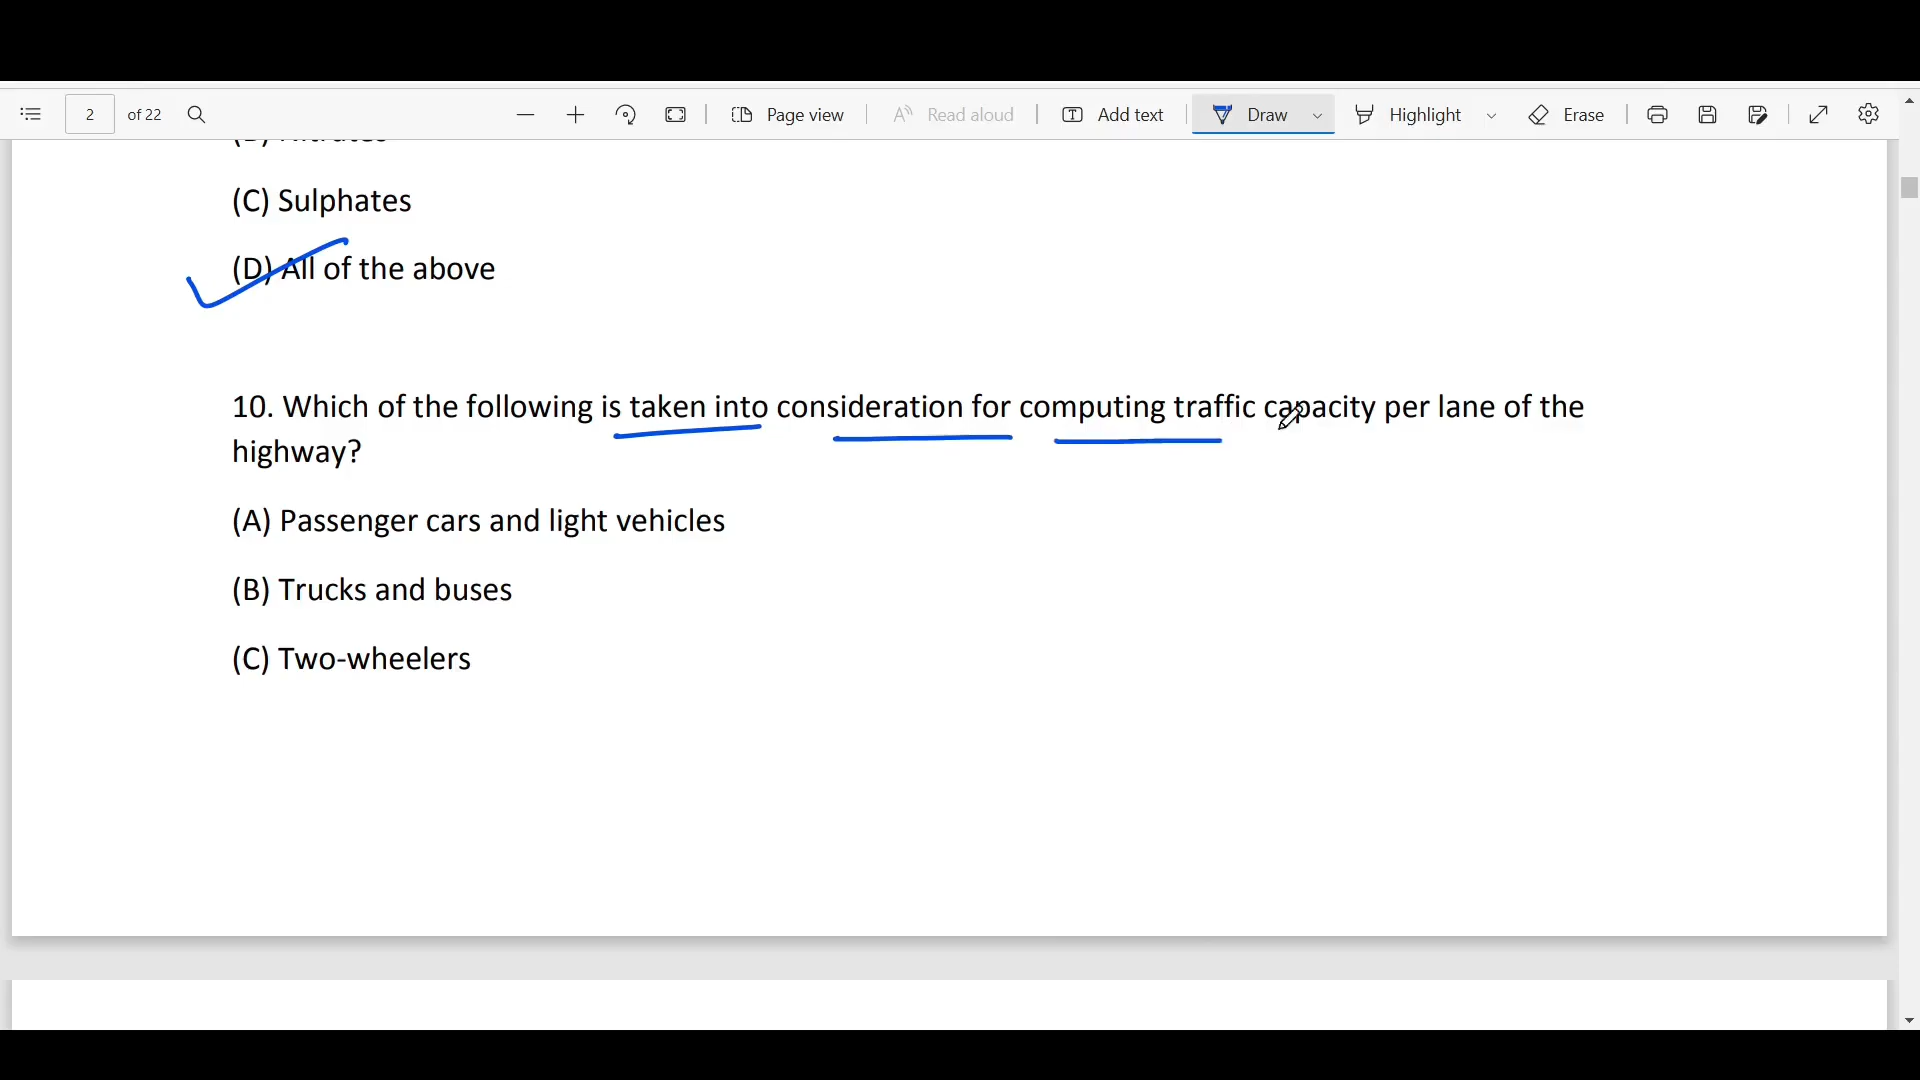 2 of 22 Page view Read aloud Add text Draw Highlight Erase
(C) Sulphates
(D) All of the above
10. Which of the following is taken into consideration for computing traffic capacity per lane of the
highway?
(A) Passenger cars and light vehicles
(B) Trucks and buses
(C) Two-wheelers